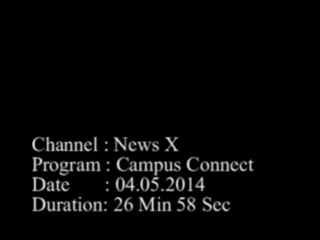 Channel : News X
Program : Campus Connect
Date : 04.05.2014
Duration: 26 Min 58 Sec